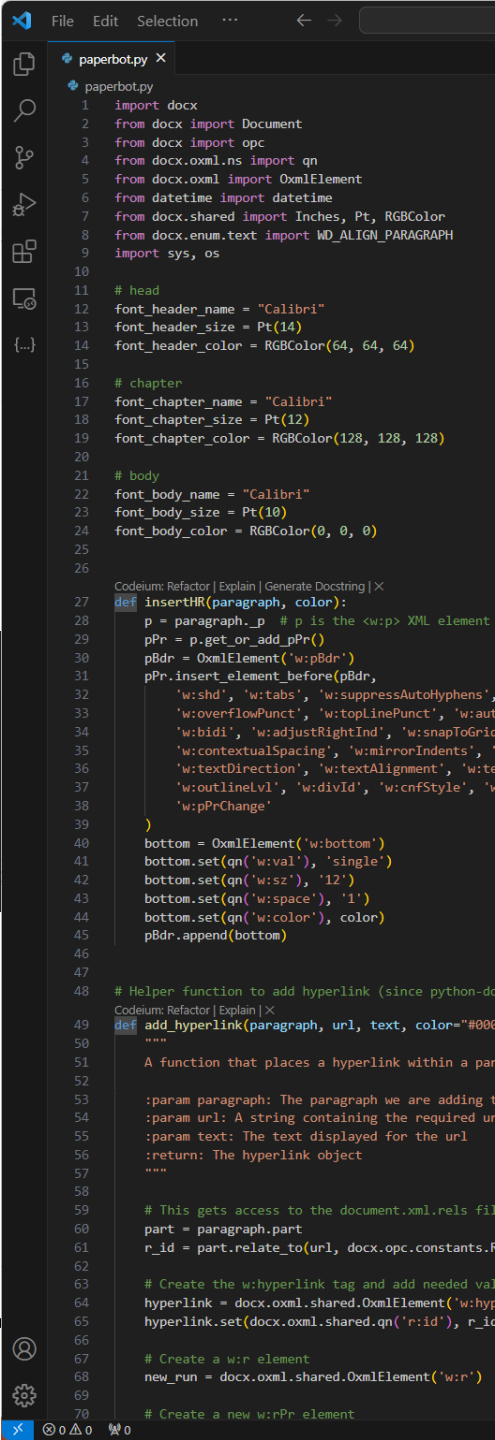 File Edit Selection ···
paperbot.py
paperbot.py
1 import docx
2 from docx import Document
3 from docx import opc
4 from docx.oxml.ns import qn
5 from docx.oxml import OxmlElement
6 from datetime import datetime
7 from docx.shared import Inches, Pt, RGBColor
8 from docx.enum.text import WD_ALIGN_PARAGRAPH
9 import sys, os
10
11 # head
12 font_header_name = "Calibri"
13 font_header_size = Pt(14)
14 font_header_color = RGBColor(64, 64, 64)
15
16 # chapter
17 font_chapter_name = "Calibri"
18 font_chapter_size = Pt(12)
19 font_chapter_color = RGBColor(128, 128, 128)
20
21 # body
22 font_body_name = "Calibri"
23 font_body_size = Pt(10)
24 font_body_color = RGBColor(0, 0, 0)
25
26
Codeium: Refactor | Explain | Generate Docstring | ×
27 def insertHR(paragraph, color):
28 p = paragraph._p # p is the <w:p> XML element
29 pPr = p.get_or_add_pPr()
30 pBdr = OxmlElement('w:pBdr')
31 pPr.insert_element_before(pBdr,
32 'w:shd', 'w:tabs', 'w:suppressAutoHyphens',
33 'w:overflowPunct', 'w:topLinePunct', 'w:aut
34 'w:bidi', 'w:adjustRightInd', 'w:snapToGrid
35 'w:contextualSpacing', 'w:mirrorIndents', '
36 'w:textDirection', 'w:textAlignment', 'w:te
37 'w:outlineLvl', 'w:divId', 'w:cnfStyle', 'w
38 'w:pPrChange'
39 )
40 bottom = OxmlElement('w:bottom')
41 bottom.set(qn('w:val'), 'single')
42 bottom.set(qn('w:sz'), '12')
43 bottom.set(qn('w:space'), '1')
44 bottom.set(qn('w:color'), color)
45 pBdr.append(bottom)
46
47
48 # Helper function to add hyperlink (since python-do
Codeium: Refactor | Explain | ×
49 def add_hyperlink(paragraph, url, text, color="#000
50 """
51 A function that places a hyperlink within a par
52
53 :param paragraph: The paragraph we are adding t
54 :param url: A string containing the required ur
55 :param text: The text displayed for the url
56 :return: The hyperlink object
57 """
58
59 # This gets access to the document.xml.rels fil
60 part = paragraph.part
61 r_id = part.relate_to(url, docx.opc.constants.R
62
63 # Create the w:hyperlink tag and add needed val
64 hyperlink = docx.oxml.shared.OxmlElement('w:hyp
65 hyperlink.set(docx.oxml.shared.qn('r:id'), r_id
66
67 # Create a w:r element
68 new_run = docx.oxml.shared.OxmlElement('w:r')
69
70 # Create a new w:rPr element
0 0 0